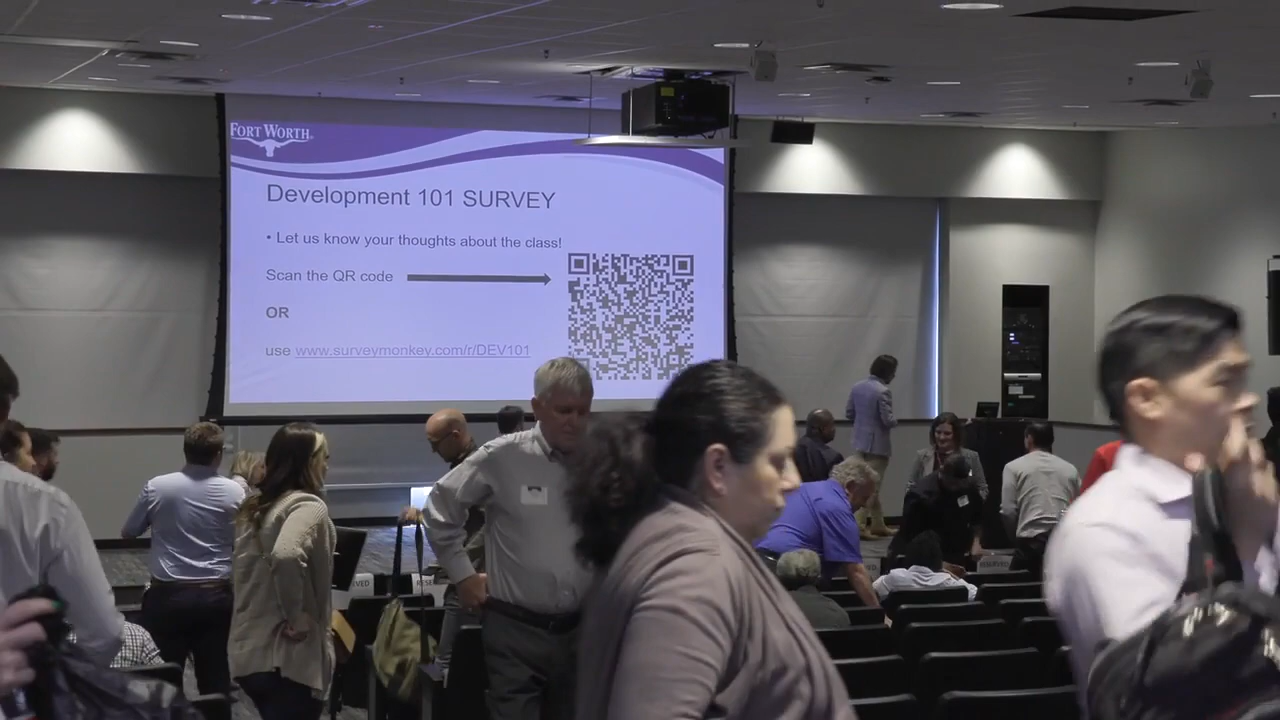 FORT WORTH
Development 101 SURVEY
• Let us know your thoughts about the class!
Scan the QR code
OR
use www.surveymonkey.com/r/DEV101
RESERVED